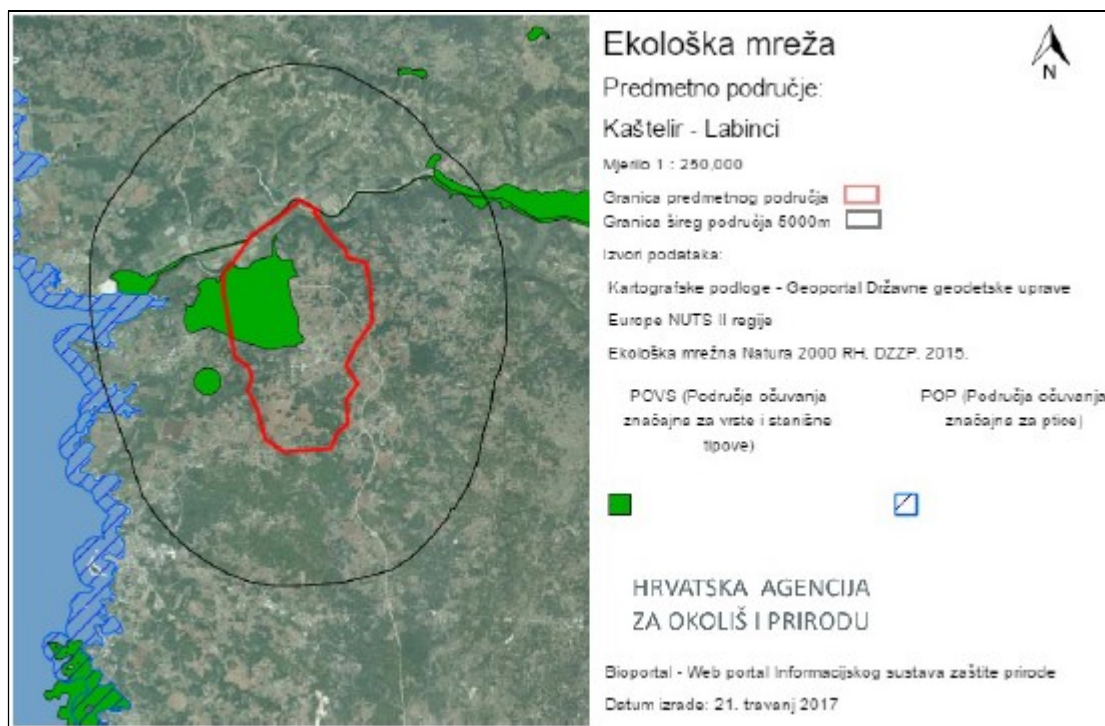 Ekološka mreža
N
Predmetno područje:
Kaštelir - Labinci
Mjerilo 1 : 250,000
Granica predmetnog područja
Granica šireg područja 5000m
Izvori podataka:
Kartografske podloge - Geoportal Državne geodetske uprave
Europe NUTS II regije
Ekološka mrežna Natura 2000 RH, DZZP, 2015.
POVS (Područja očuvanja
značajne za vrste i stanišne
tipove)
POP (Područja očuvanja
značajne za ptice)
HRVATSKA AGENCIJA
ZA OKOLIŠ I PRIRODU
Bioportal - Web portal Informacijskog sustava zaštite prirode
Datum izrade: 21. travanj 2017